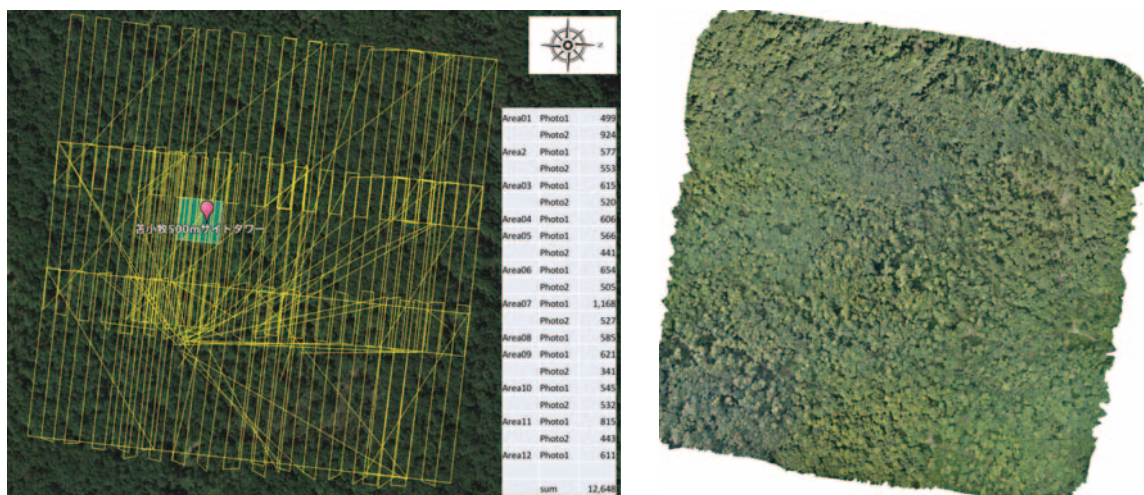 N
苫小牧500mサイトタワー
Area01 Photo1 499
Photo2 924
Area2 Photo1 577
Photo2 553
Area03 Photo1 615
Photo2 520
Area04 Photo1 606
Area05 Photo1 566
Photo2 441
Area06 Photo1 654
Photo2 505
Area07 Photo1 1,168
Photo2 527
Area08 Photo1 585
Area09 Photo1 621
Photo2 341
Area10 Photo1 545
Photo2 532
Area11 Photo1 815
Photo2 443
Area12 Photo1 611
sum 12,648